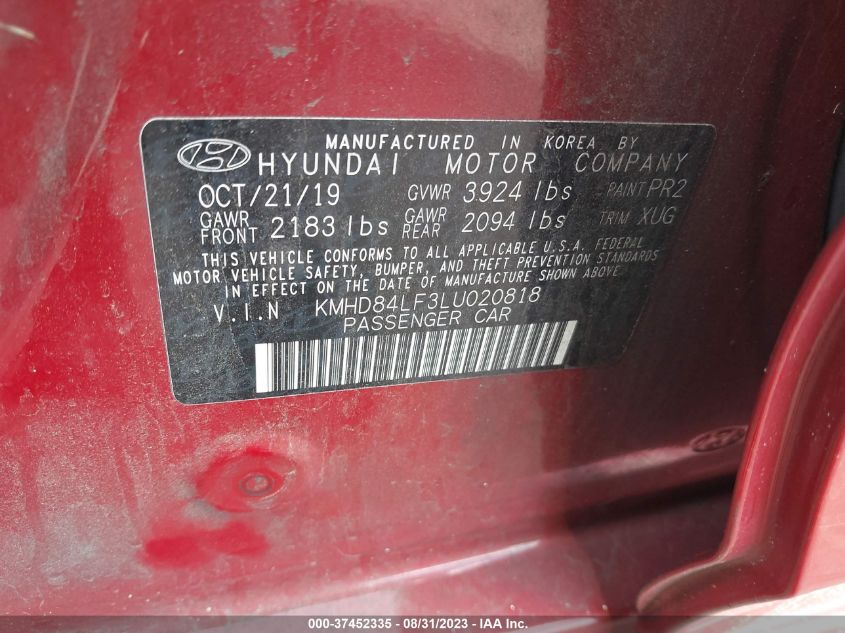 MANUFACTURED IN KOREA BY
HYUNDAI MOTOR COMPANY
OCT/21/19 GVWR 3924 lbs PAINT PR2
GAWR FRONT 2183 lbs GAWR REAR 2094 lbs TRIM XUG
THIS VEHICLE CONFORMS TO ALL APPLICABLE U.S.A. FEDERAL
MOTOR VEHICLE SAFETY, BUMPER, AND THEFT PREVENTION STANDARDS
IN EFFECT ON THE DATE OF MANUFACTURE SHOWN ABOVE.
V.I.N KMHD84LF3LU020818
PASSENGER CAR
000-37452335 - 08/31/2023 - IAA Inc.